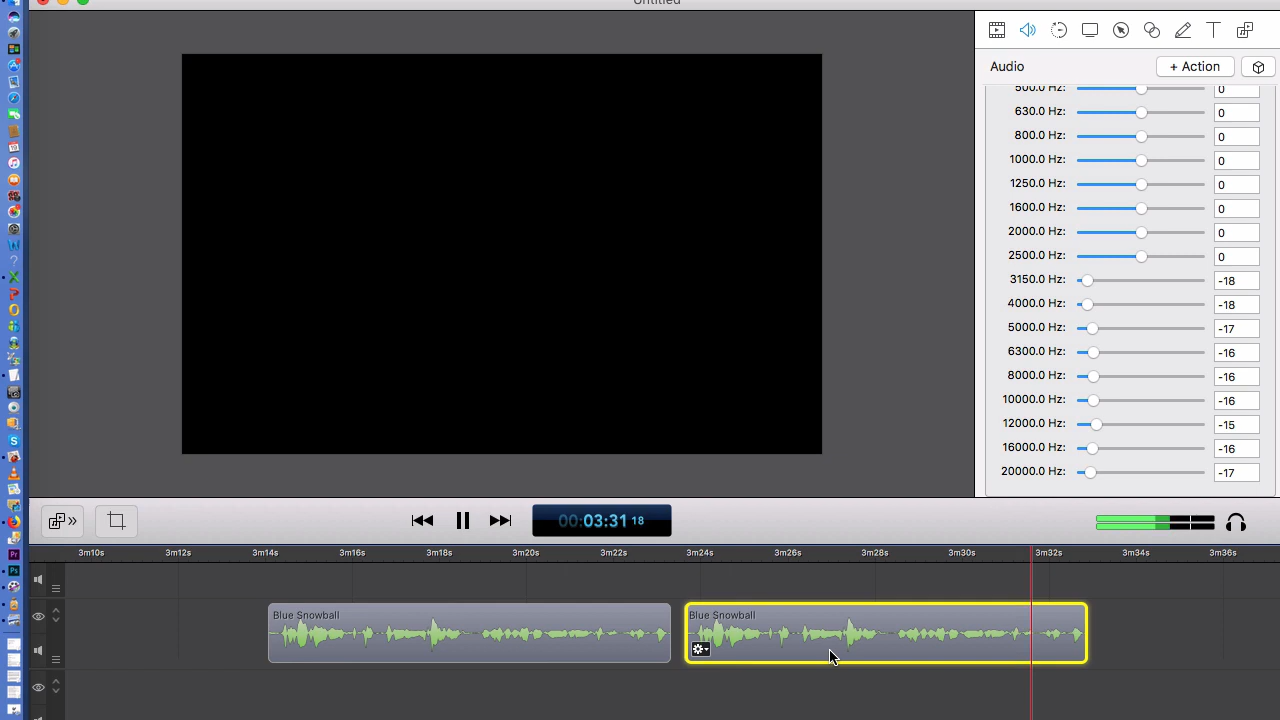 Untitled
Audio
+ Action
500.0 Hz: 0
630.0 Hz: 0
800.0 Hz: 0
1000.0 Hz: 0
1250.0 Hz: 0
1600.0 Hz: 0
2000.0 Hz: 0
2500.0 Hz: 0
3150.0 Hz: -18
4000.0 Hz: -18
5000.0 Hz: -17
6300.0 Hz: -16
8000.0 Hz: -16
10000.0 Hz: -16
12000.0 Hz: -15
16000.0 Hz: -16
20000.0 Hz: -17
00:03:31 18
3m10s 3m12s 3m14s 3m16s 3m18s 3m20s 3m22s 3m24s 3m26s 3m28s 3m30s 3m32s 3m34s 3m36s
Blue Snowball
Blue Snowball